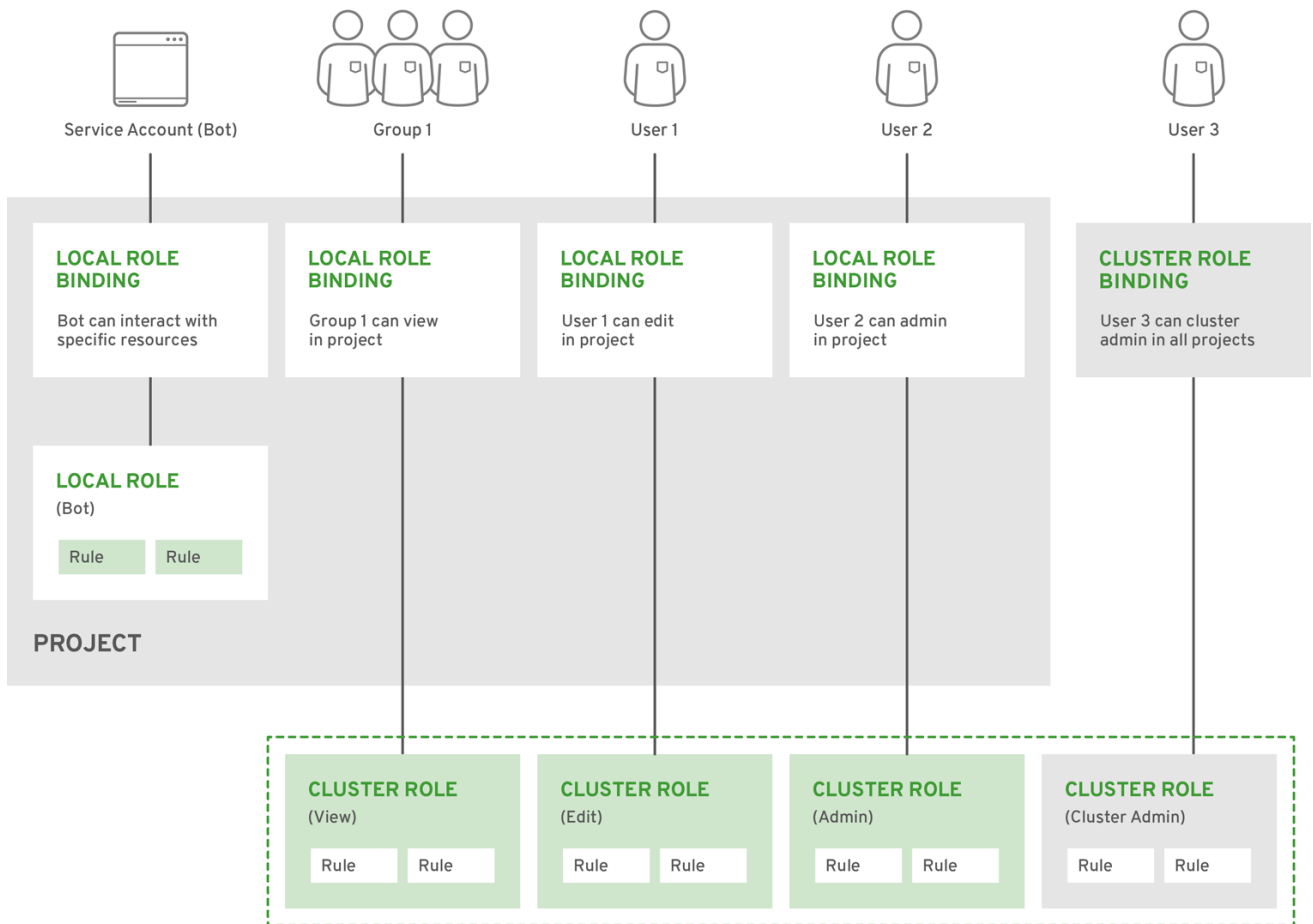 Service Account (Bot)
Group 1
User 1
User 2
User 3
LOCAL ROLE
BINDING
Bot can interact with
specific resources
LOCAL ROLE
BINDING
Group 1 can view
in project
LOCAL ROLE
BINDING
User 1 can edit
in project
LOCAL ROLE
BINDING
User 2 can admin
in project
CLUSTER ROLE
BINDING
User 3 can cluster
admin in all projects
LOCAL ROLE
(Bot)
Rule
Rule
PROJECT
CLUSTER ROLE
(View)
Rule
Rule
CLUSTER ROLE
(Edit)
Rule
Rule
CLUSTER ROLE
(Admin)
Rule
Rule
CLUSTER ROLE
(Cluster Admin)
Rule
Rule